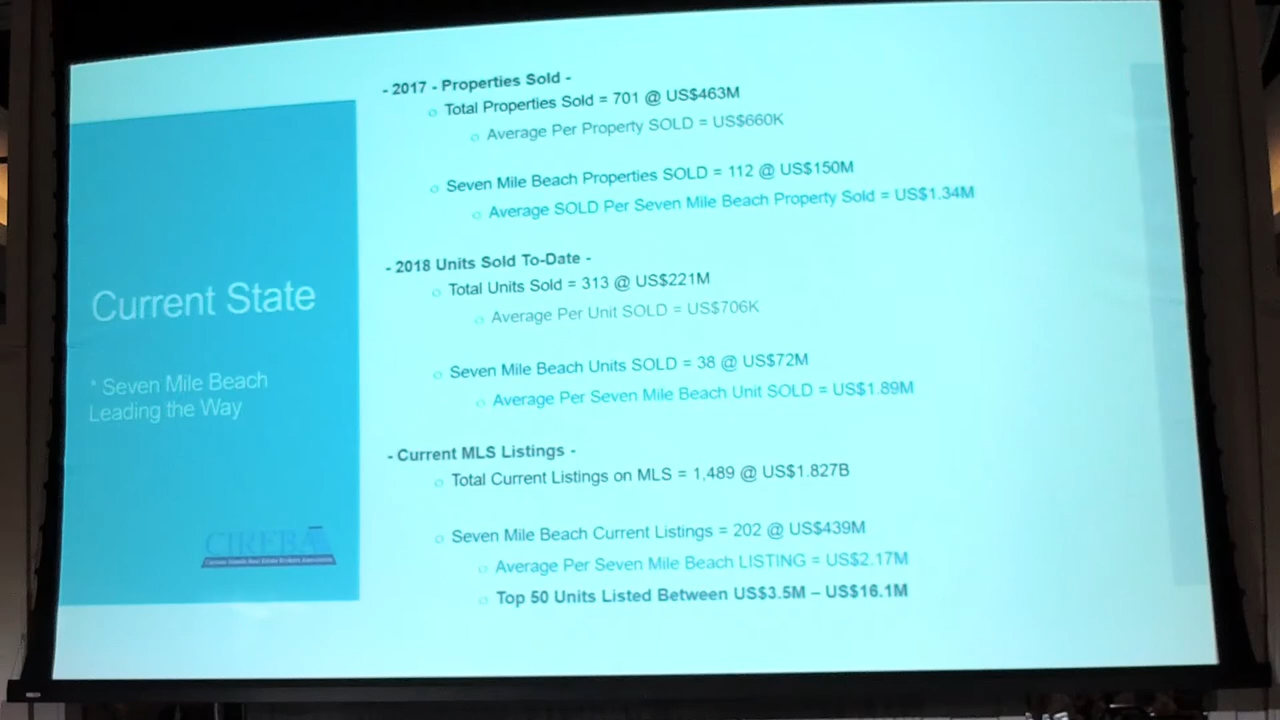 Current State
* Seven Mile Beach
Leading the Way
CIREBA
Cayman Islands Real Estate Brokers Association
- 2017 - Properties Sold -
Total Properties Sold = 701 @ US$463M
Average Per Property SOLD = US$660K
Seven Mile Beach Properties SOLD = 112 @ US$150M
Average SOLD Per Seven Mile Beach Property Sold = US$1.34M
- 2018 Units Sold To-Date -
Total Units Sold = 313 @ US$221M
Average Per Unit SOLD = US$706K
Seven Mile Beach Units SOLD = 38 @ US$72M
Average Per Seven Mile Beach Unit SOLD = US$1.89M
- Current MLS Listings -
Total Current Listings on MLS = 1,489 @ US$1.827B
Seven Mile Beach Current Listings = 202 @ US$439M
Average Per Seven Mile Beach LISTING = US$2.17M
Top 50 Units Listed Between US$3.5M – US$16.1M